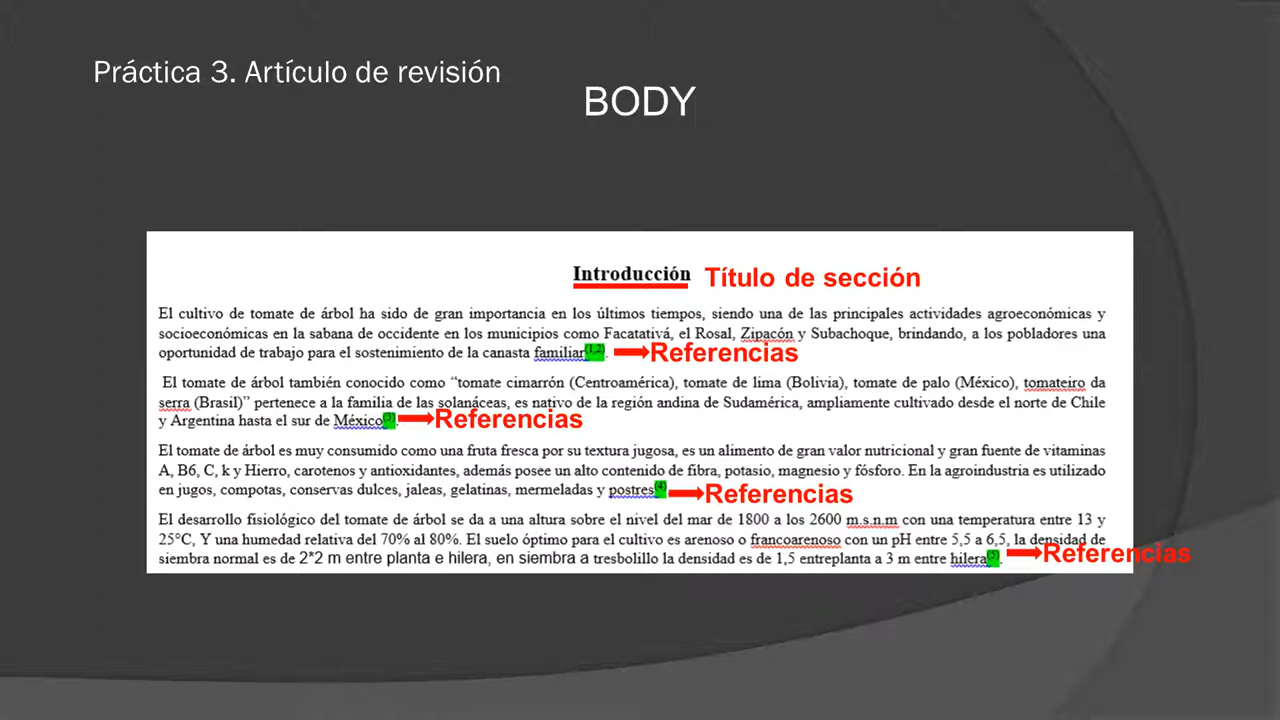 Práctica 3. Artículo de revisión
BODY
Introducción Título de sección
El cultivo de tomate de árbol ha sido de gran importancia en los últimos tiempos, siendo una de las principales actividades agroeconómicas y
socioeconómicas en la sabana de occidente en los municipios como Facatativá, el Rosal, Zipacón y Subachoque, brindando, a los pobladores una
oportunidad de trabajo para el sostenimiento de la canasta familiar(1,2). Referencias
El tomate de árbol también conocido como “tomate cimarrón (Centroamérica), tomate de lima (Bolivia), tomate de palo (México), tomateiro da
serra (Brasil)” pertenece a la familia de las solanáceas, es nativo de la región andina de Sudamérica, ampliamente cultivado desde el norte de Chile
y Argentina hasta el sur de México(3). Referencias
El tomate de árbol es muy consumido como una fruta fresca por su textura jugosa, es un alimento de gran valor nutricional y gran fuente de vitaminas
A, B6, C, k y Hierro, carotenos y antioxidantes, además posee un alto contenido de fibra, potasio, magnesio y fósforo. En la agroindustria es utilizado
en jugos, compotas, conservas dulces, jaleas, gelatinas, mermeladas y postres(4) Referencias
El desarrollo fisiológico del tomate de árbol se da a una altura sobre el nivel del mar de 1800 a los 2600 m.s.n.m con una temperatura entre 13 y
25°C, Y una humedad relativa del 70% al 80%. El suelo óptimo para el cultivo es arenoso o francoarenoso con un pH entre 5,5 a 6,5, la densidad de
siembra normal es de 2*2 m entre planta e hilera, en siembra a tresbolillo la densidad es de 1,5 entreplanta a 3 m entre hilera(5). Referencias